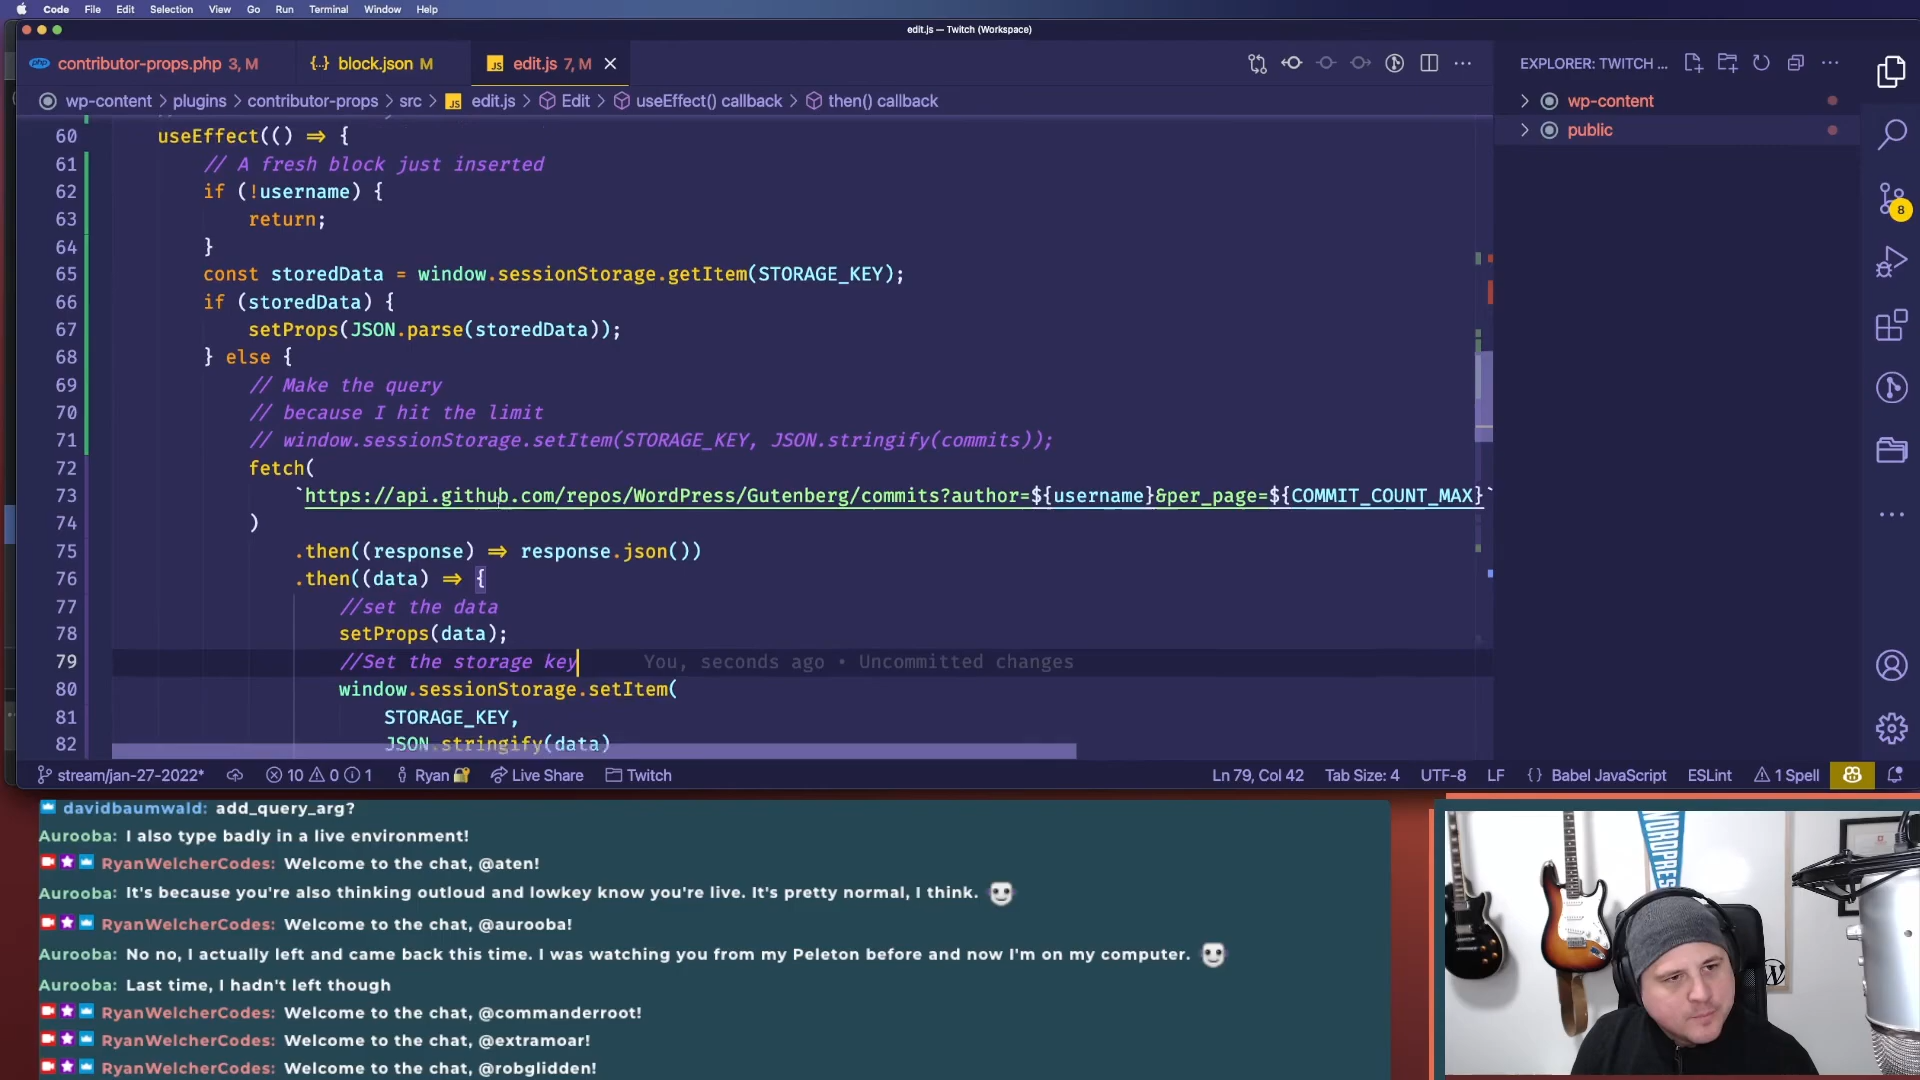 Code File Edit Selection View Go Run Terminal Window Help
edit.js — Twitch (Workspace)
contributor-props.php 3, M
block.json M
edit.js 7, M
EXPLORER: TWITCH ...
wp-content > plugins > contributor-props > src > edit.js > Edit > useEffect() callback > then() callback
wp-content
public
8
60 useEffect(() ⇒ {
61 // A fresh block just inserted
62 if (!username) {
63 return;
64 }
65 const storedData = window.sessionStorage.getItem(STORAGE_KEY);
66 if (storedData) {
67 setProps(JSON.parse(storedData));
68 } else {
69 // Make the query
70 // because I hit the limit
71 // window.sessionStorage.setItem(STORAGE_KEY, JSON.stringify(commits));
72 fetch(
73 `https://api.github.com/repos/WordPress/Gutenberg/commits?author=${username}&per_page=${COMMIT_COUNT_MAX}`
74 )
75 .then((response) ⇒ response.json())
76 .then((data) ⇒ {
77 //set the data
78 setProps(data);
79 //Set the storage key You, seconds ago • Uncommitted changes
80 window.sessionStorage.setItem(
81 STORAGE_KEY,
82 JSON.stringify(data)
stream/jan-27-2022* 10 0 1 Ryan Live Share Twitch Ln 79, Col 42 Tab Size: 4 UTF-8 LF {} Babel JavaScript ESLint 1 Spell
davidbaumwald: add_query_arg?
Aurooba: I also type badly in a live environment!
RyanWelcherCodes: Welcome to the chat, @aten!
Aurooba: It's because you're also thinking outloud and lowkey know you're live. It's pretty normal, I think.
RyanWelcherCodes: Welcome to the chat, @aurooba!
Aurooba: No no, I actually left and came back this time. I was watching you from my Peleton before and now I'm on my computer.
Aurooba: Last time, I hadn't left though
RyanWelcherCodes: Welcome to the chat, @commanderroot!
RyanWelcherCodes: Welcome to the chat, @extramoar!
RyanWelcherCodes: Welcome to the chat, @robglidden!